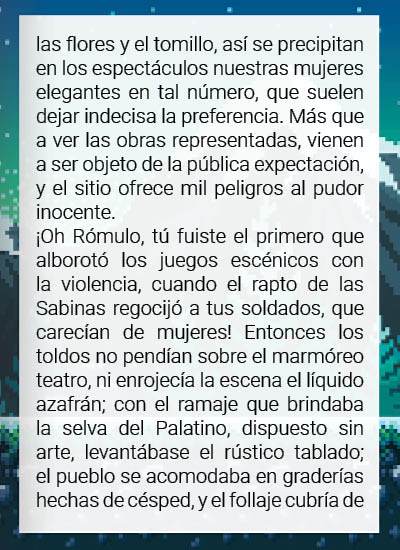 las flores y el tomillo, así se precipitan
en los espectáculos nuestras mujeres
elegantes en tal número, que suelen
dejar indecisa la preferencia. Más que
a ver las obras representadas, vienen
a ser objeto de la pública expectación,
y el sitio ofrece mil peligros al pudor
inocente.
¡Oh Rómulo, tú fuiste el primero que
alborotó los juegos escénicos con
la violencia, cuando el rapto de las
Sabinas regocijó a tus soldados, que
carecían de mujeres! Entonces los
toldos no pendían sobre el marmóreo
teatro, ni enrojecía la escena el líquido
azafrán; con el ramaje que brindaba
la selva del Palatino, dispuesto sin
arte, levantábase el rústico tablado;
el pueblo se acomodaba en graderías
hechas de césped, y el follaje cubría de